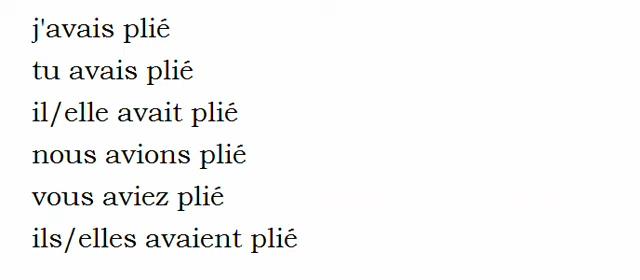 j'avais plié
tu avais plié
il/elle avait plié
nous avions plié
vous aviez plié
ils/elles avaient plié